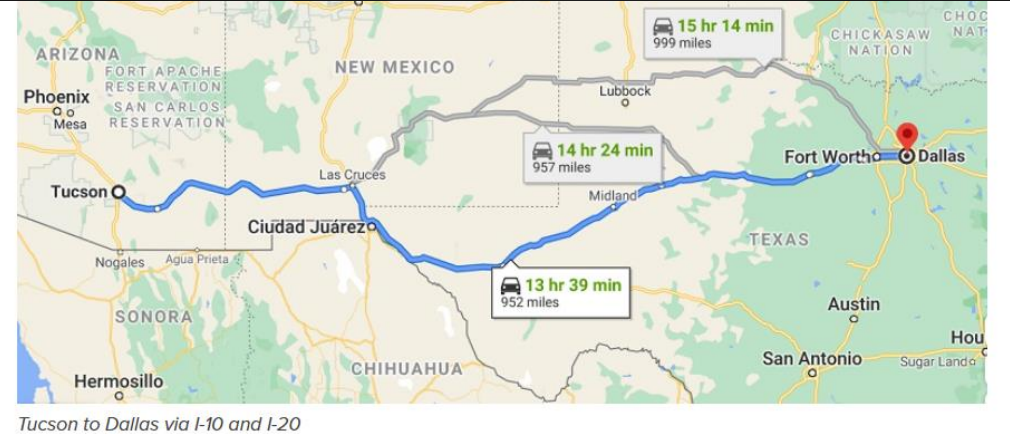 15 hr 14 min
999 miles
CHOC
NAT
CHICKASAW
NATION
ARIZONA
FORT APACHE
RESERVATION
NEW MEXICO
Phoenix
Mesa
SAN CARLOS
RESERVATION
Lubbock
14 hr 24 min
957 miles
Fort Worth
Dallas
Las Cruces
Tucson
Midland
Ciudad Juárez
TEXAS
Nogales
Agua Prieta
13 hr 39 min
952 miles
SONORA
Austin
Hou
San Antonio
Sugar Land
CHIHUAHUA
Hermosillo
Tucson to Dallas via I-10 and I-20